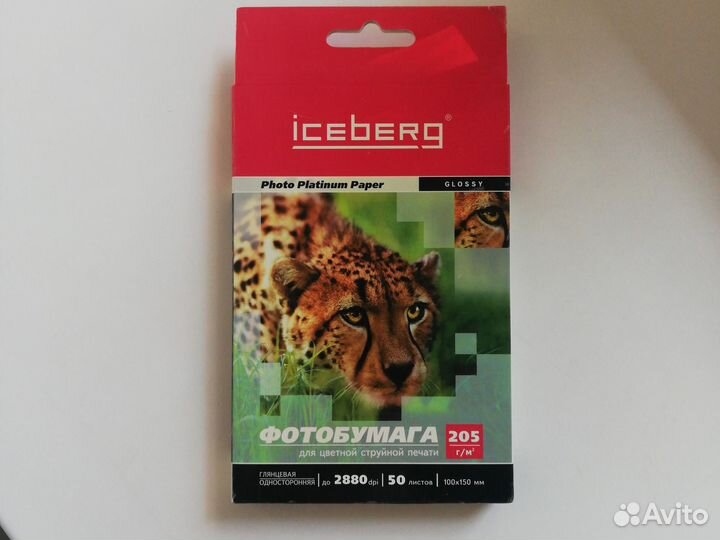 iceberg®
Photo Platinum Paper
GLOSSY
ФОТОБУМАГА
для цветной струйной печати
205
г/м²
ГЛЯНЦЕВАЯ
ОДНОСТОРОННЯЯ
до 2880 dpi
50 листов
100x150 мм
Avito